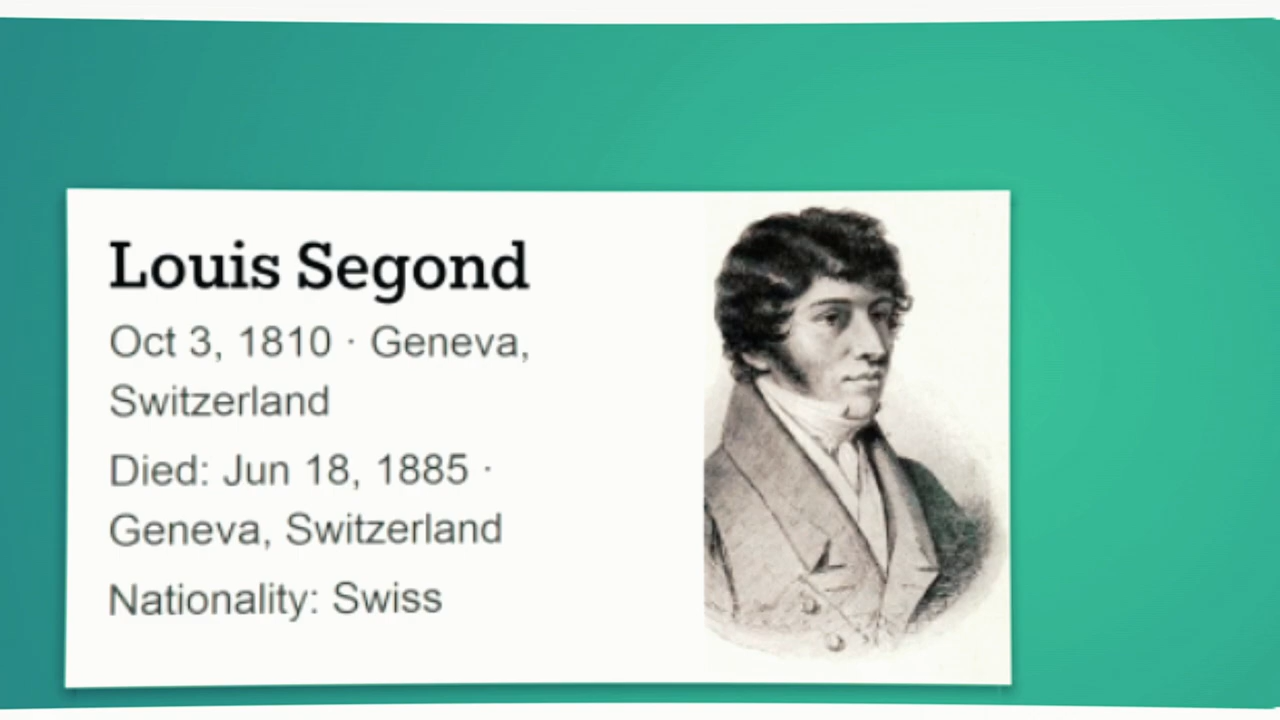 Louis Segond
Oct 3, 1810 · Geneva,
Switzerland
Died: Jun 18, 1885 ·
Geneva, Switzerland
Nationality: Swiss